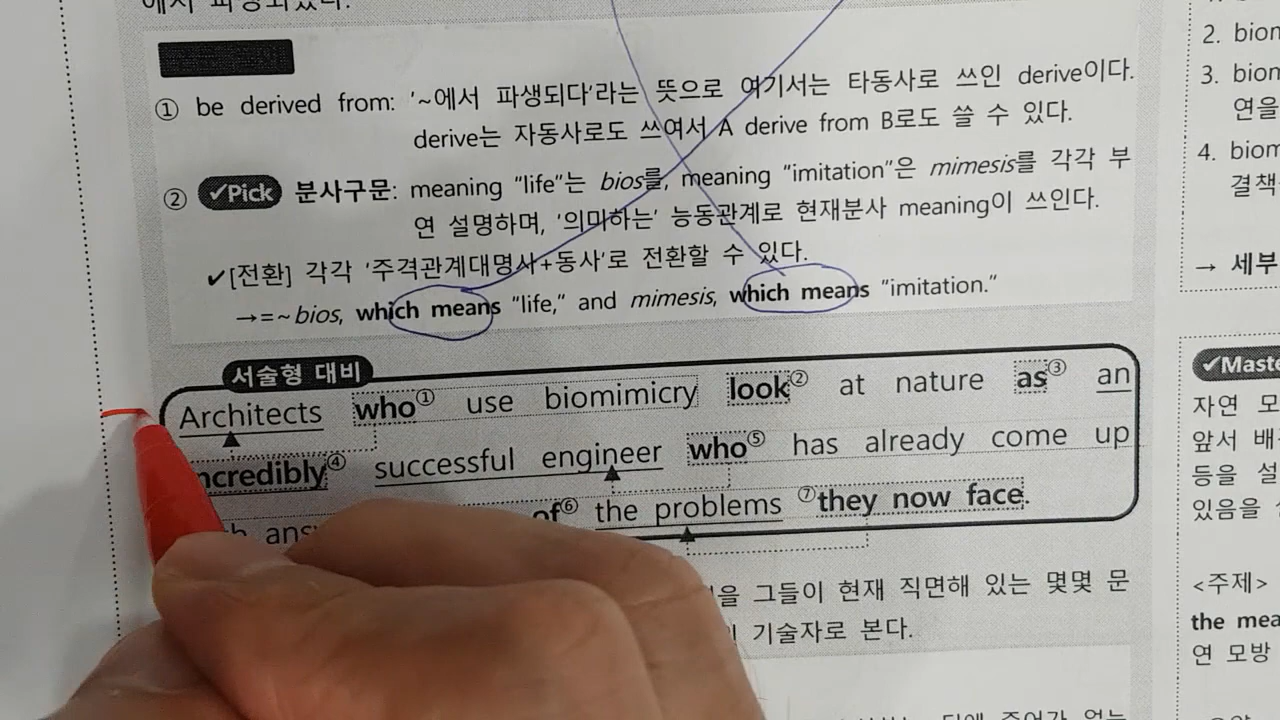 에서 파생되었다.
① be derived from: '~에서 파생되다'라는 뜻으로 여기서는 타동사로 쓰인 derive이다.
derive는 자동사로도 쓰여서 A derive from B로도 쓸 수 있다.
② ✓Pick 분사구문: meaning "life"는 bios를, meaning "imitation"은 mimesis를 각각 부
연 설명하며, '의미하는' 능동관계로 현재분사 meaning이 쓰인다.
✓[전환] 각각 '주격관계대명사+동사'로 전환할 수 있다.
→=~bios, which means "life," and mimesis, which means "imitation."
서술형 대비
Architects who① use biomimicry look② at nature as③ an
incredibly④ successful engineer who⑤ has already come up
of⑥ the problems ⑦they now face.
을 그들이 현재 직면해 있는 몇몇 문
기술자로 본다.
2. biom
3. biom
연을
4. biom
결책
→ 세부
✓Maste
자연 모
앞서 배
등을 설
있음을
<주제>
the mea
연 모방